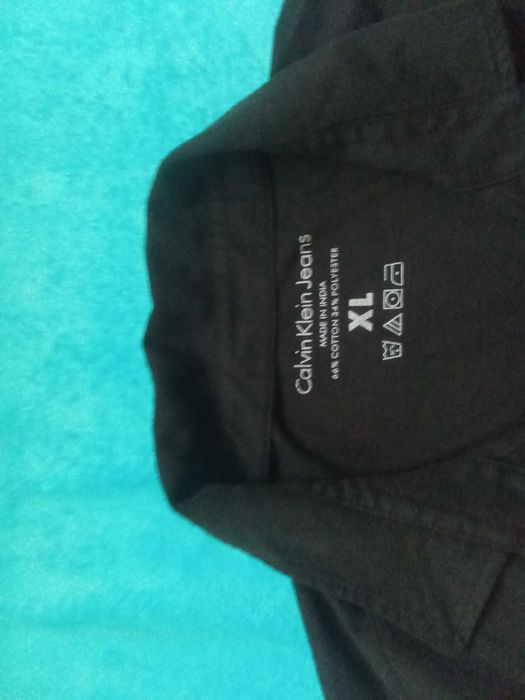 Calvin Klein Jeans
MADE IN INDIA
66% COTTON 34% POLYESTER
XL